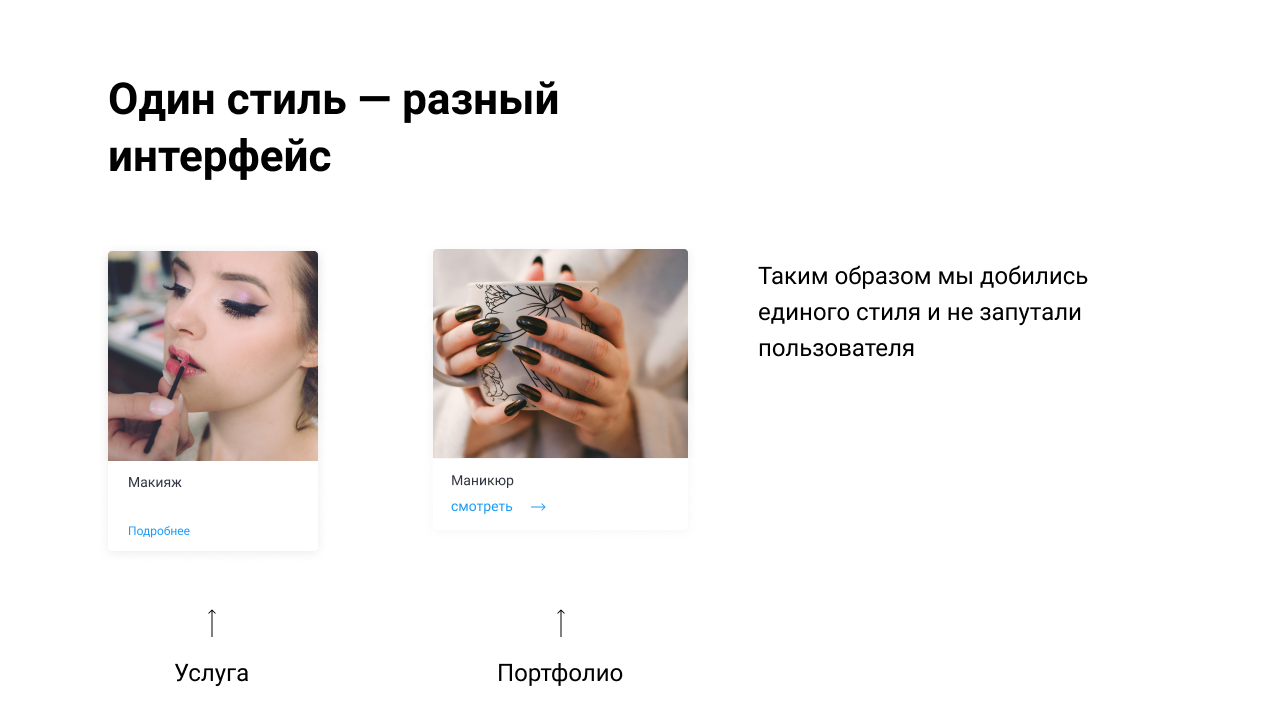 Один стиль — разный
интерфейс
Таким образом мы добились
единого стиля и не запутали
пользователя
Макияж
Подробнее
Маникюр
смотреть →
Услуга
Портфолио